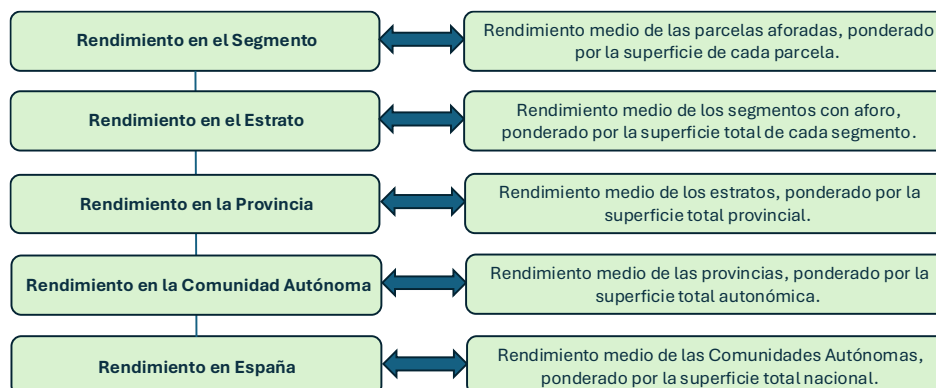 Rendimiento en el Segmento
Rendimiento medio de las parcelas aforadas, ponderado
por la superficie de cada parcela.
Rendimiento en el Estrato
Rendimiento medio de los segmentos con aforo,
ponderado por la superficie total de cada segmento.
Rendimiento en la Provincia
Rendimiento medio de los estratos, ponderado por la
superficie total provincial.
Rendimiento en la Comunidad Autónoma
Rendimiento medio de las provincias, ponderado por la
superficie total autonómica.
Rendimiento en España
Rendimiento medio de las Comunidades Autónomas,
ponderado por la superficie total nacional.